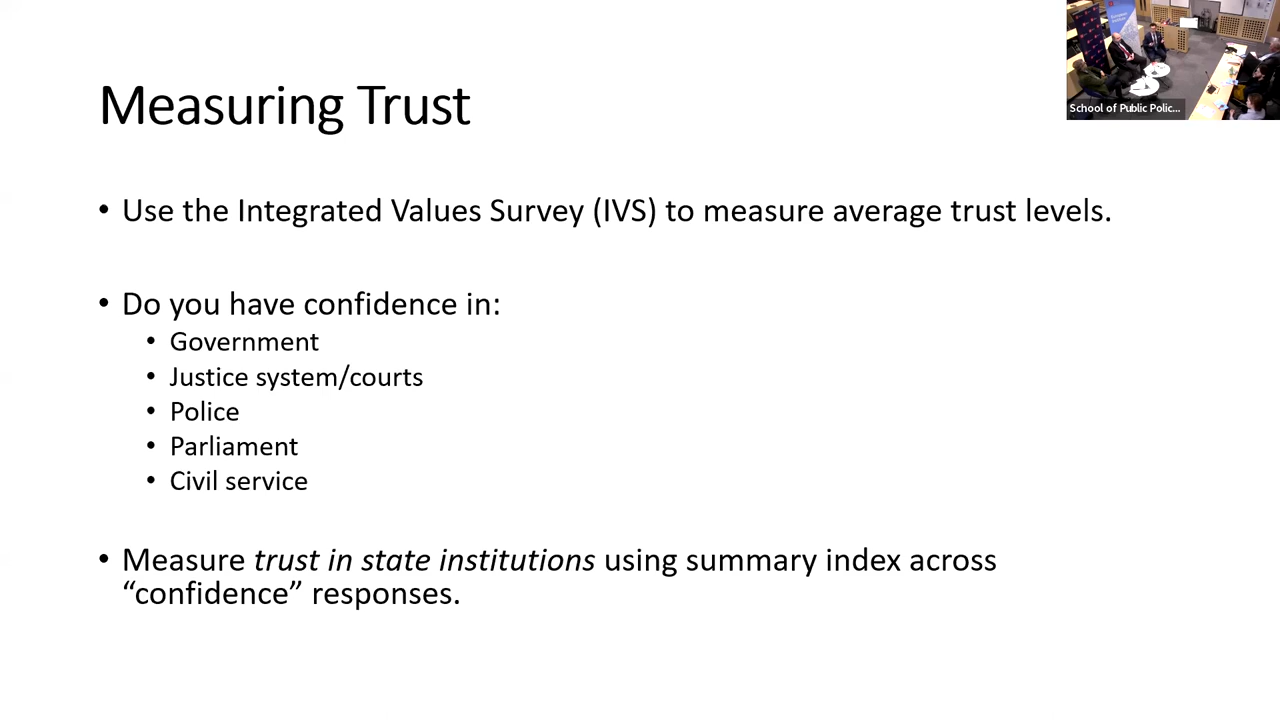 Measuring Trust
School of Public Polic...
• Use the Integrated Values Survey (IVS) to measure average trust levels.
• Do you have confidence in:
• Government
• Justice system/courts
• Police
• Parliament
• Civil service
• Measure trust in state institutions using summary index across
“confidence” responses.